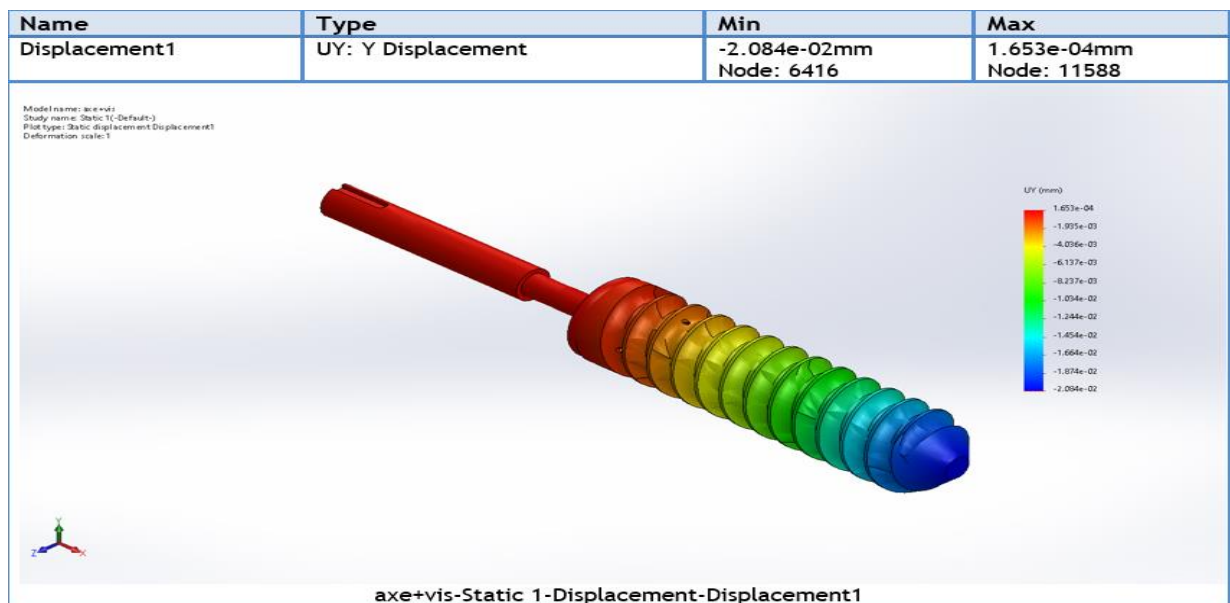 Name Type Min Max
Displacement1 UY: Y Displacement -2.084e-02mm 1.653e-04mm
Node: 6416 Node: 11588
Model name: axe+vis
Study name: Static 1(-Default-)
Plot type: Static displacement Displacement1
Deformation scale: 1
UY (mm)
1.653e-04
-1.935e-03
-4.036e-03
-6.137e-03
-8.237e-03
-1.034e-02
-1.244e-02
-1.454e-02
-1.664e-02
-1.874e-02
-2.084e-02
Y
Z X
axe+vis-Static 1-Displacement-Displacement1